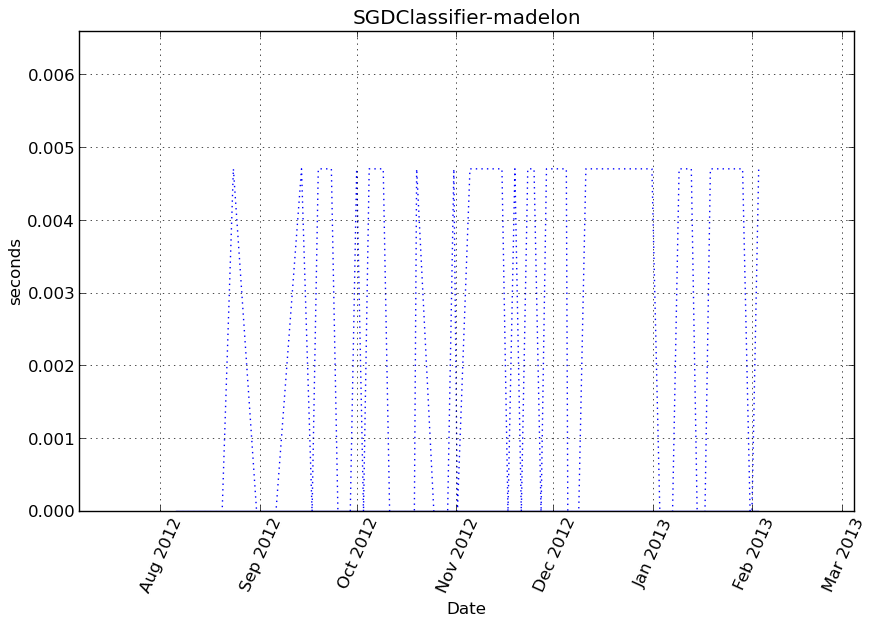 SGDClassifier-madelon
0.006
0.005
0.004
0.003
0.002
0.001
0.000
seconds
Aug 2012
Sep 2012
Oct 2012
Nov 2012
Dec 2012
Jan 2013
Feb 2013
Mar 2013
Date